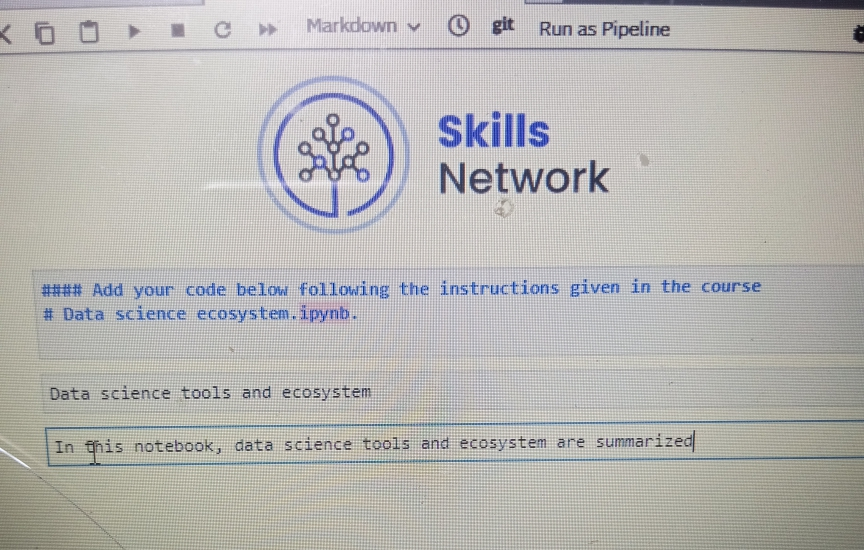 Markdown git Run as Pipeline
Skills
Network
#### Add your code below following the instructions given in the course
# Data science ecosystem.ipynb.
Data science tools and ecosystem
In this notebook, data science tools and ecosystem are summarized